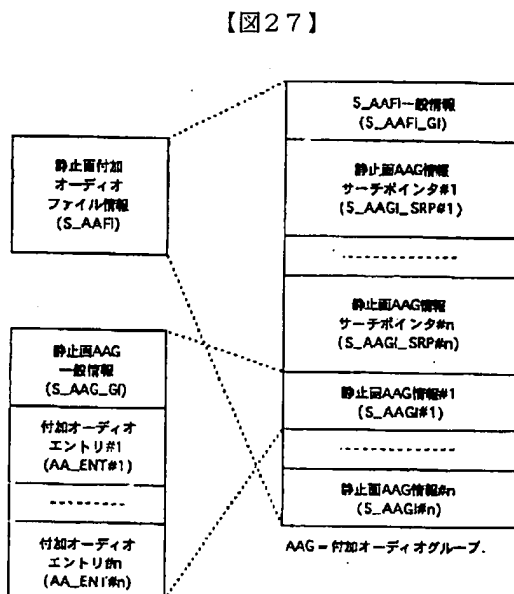 【図27】
静止画付加
オーディオ
ファイル情報
(S_AAFI)
静止画AAG
一般情報
(S_AAG_GI)
付加オーディオ
エントリ#1
(AA_ENT#1)
付加オーディオ
エントリ#n
(AA_ENT#n)
S_AAFI一般情報
(S_AAFI_GI)
静止画AAG情報
サーチポインタ#1
(S_AAGI_SRP#1)
静止画AAG情報
サーチポインタ#n
(S_AAGI_SRP#n)
静止画AAG情報#1
(S_AAGI#1)
静止画AAG情報#n
(S_AAGI#n)
AAG=付加オーディオグループ.